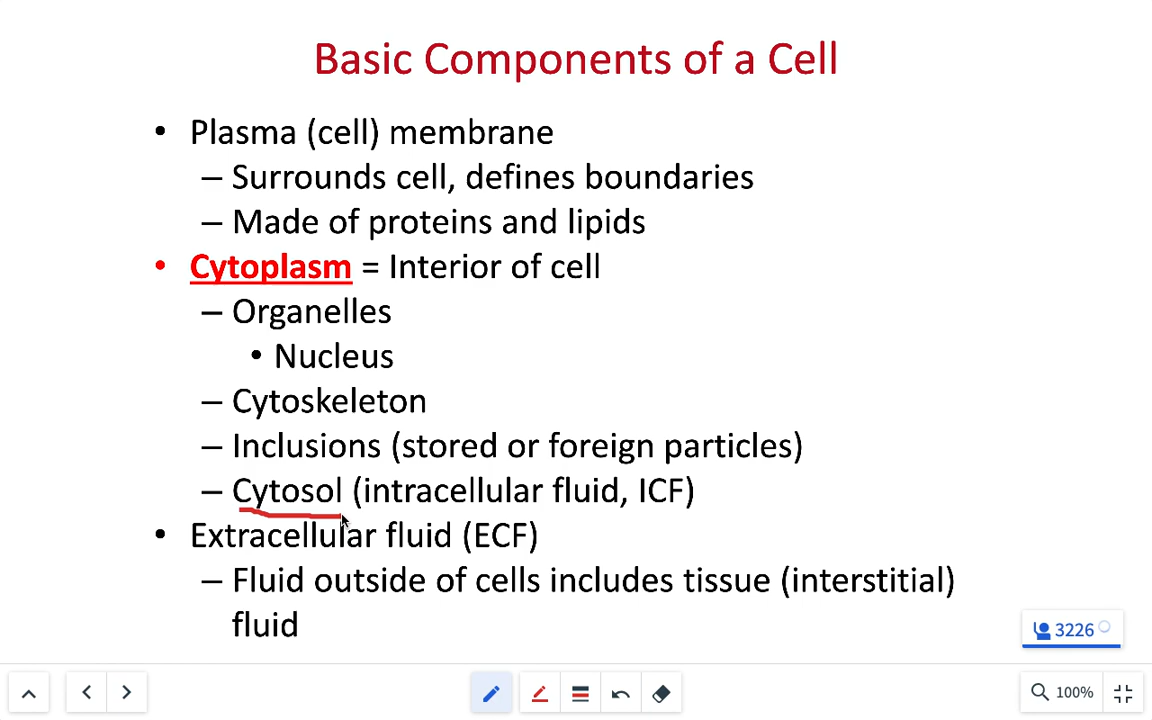 Basic Components of a Cell
• Plasma (cell) membrane
– Surrounds cell, defines boundaries
– Made of proteins and lipids
• Cytoplasm = Interior of cell
– Organelles
• Nucleus
– Cytoskeleton
– Inclusions (stored or foreign particles)
– Cytosol (intracellular fluid, ICF)
• Extracellular fluid (ECF)
– Fluid outside of cells includes tissue (interstitial)
fluid
3226
100%